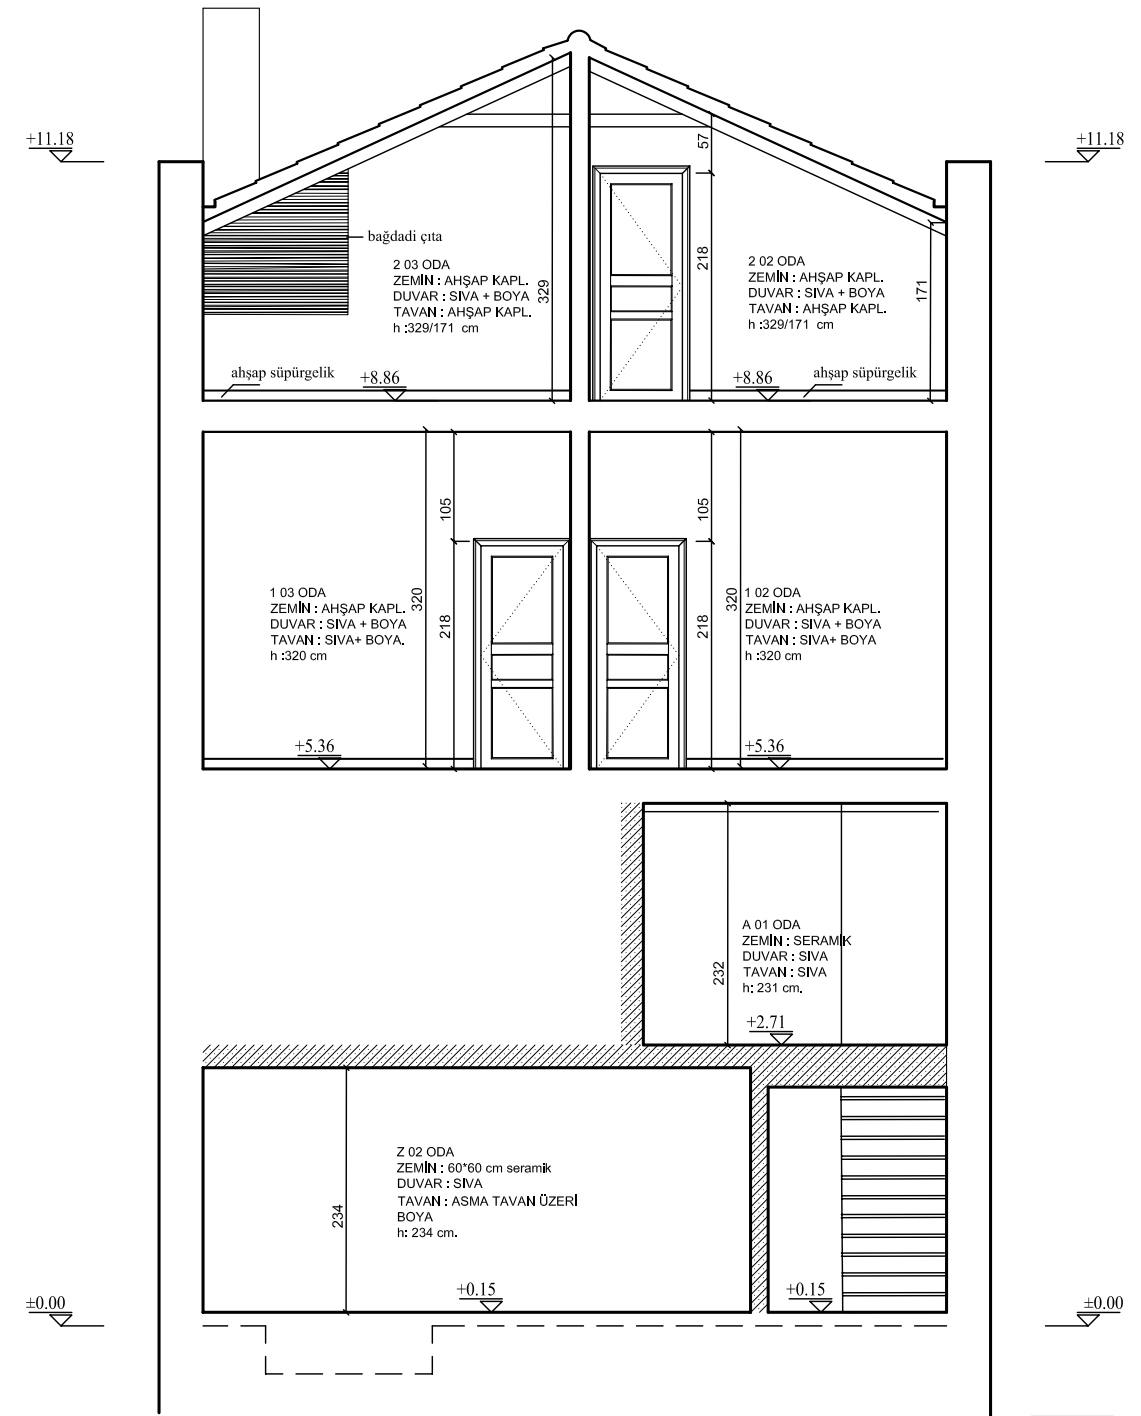 +11.18
+11.18
57
bağdadi çıta
2 03 ODA
ZEMİN : AHŞAP KAPL.
DUVAR : SIVA + BOYA
TAVAN : AHŞAP KAPL.
h :329/171 cm
329
218
2 02 ODA
ZEMİN : AHŞAP KAPL.
DUVAR : SIVA + BOYA
TAVAN : AHŞAP KAPL.
h :329/171 cm
171
ahşap süpürgelik
+8.86
+8.86
ahşap süpürgelik
105
105
1 03 ODA
ZEMİN : AHŞAP KAPL.
DUVAR : SIVA + BOYA
TAVAN : SIVA+ BOYA.
h :320 cm
320
218
218
320
1 02 ODA
ZEMİN : AHŞAP KAPL.
DUVAR : SIVA + BOYA
TAVAN : SIVA+ BOYA
h :320 cm
+5.36
+5.36
A 01 ODA
ZEMİN : SERAMİK
DUVAR : SIVA
TAVAN : SIVA
h: 231 cm.
232
+2.71
Z 02 ODA
ZEMİN : 60*60 cm seramik
DUVAR : SIVA
TAVAN : ASMA TAVAN ÜZERİ
BOYA
h: 234 cm.
234
+0.15
+0.15
±0.00
±0.00